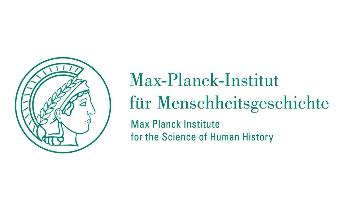 Max-Planck-Institut
für Menschheitsgeschichte
Max Planck Institute
for the Science of Human History